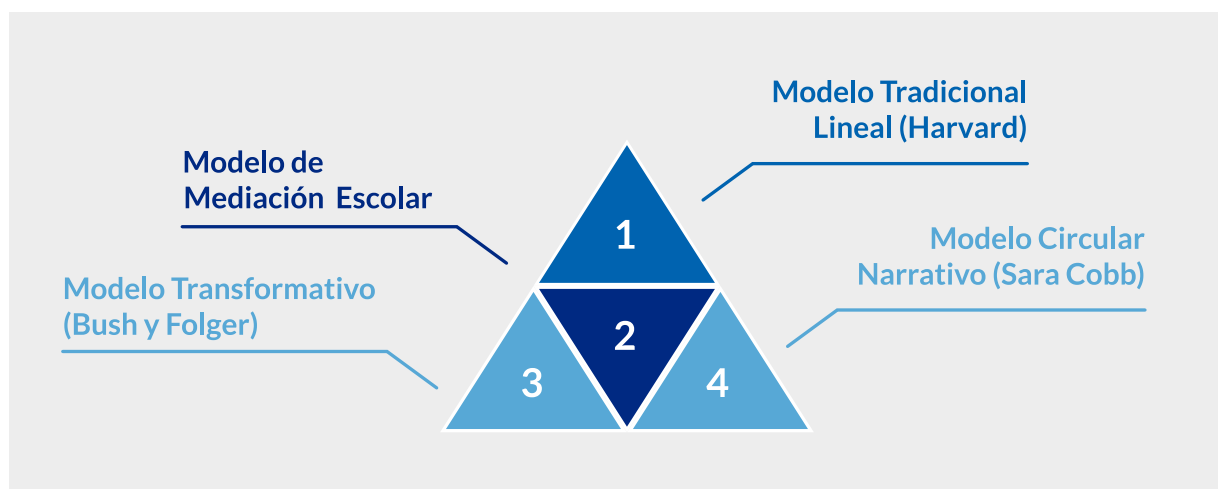 Modelo Tradicional
Lineal (Harvard)
Modelo de
Mediación Escolar
1
Modelo Circular
Narrativo (Sara Cobb)
Modelo Transformativo
(Bush y Folger)
2
3
4